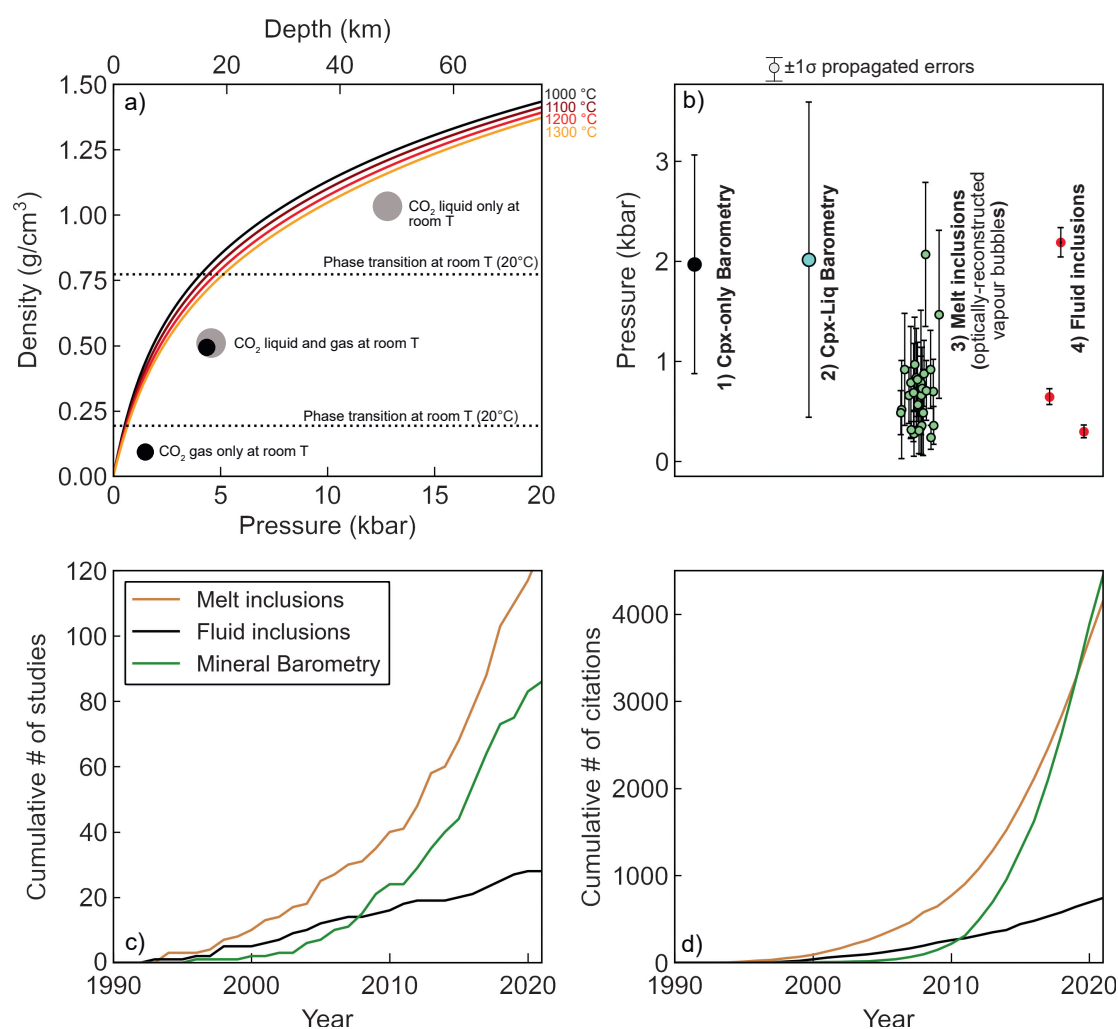 Depth (km)
0 20 40 60
1.50
1.25
1.00
0.75
0.50
0.25
0.00
Density (g/cm³)
a)
1000 °C
1100 °C
1200 °C
1300 °C
CO₂ liquid only at
room T
Phase transition at room T (20°C)
CO₂ liquid and gas at room T
Phase transition at room T (20°C)
CO₂ gas only at room T
0 5 10 15 20
Pressure (kbar)
±1σ propagated errors
b)
3
2
1
0
Pressure (kbar)
1) Cpx-only Barometry
2) Cpx-Liq Barometry
3) Melt inclusions
(optically-reconstructed
vapour bubbles)
4) Fluid inclusions
120
100
80
60
40
20
0
Cumulative # of studies
Melt inclusions
Fluid inclusions
Mineral Barometry
c)
1990 2000 2010 2020
Year
4000
3000
2000
1000
0
Cumulative # of citations
d)
1990 2000 2010 2020
Year